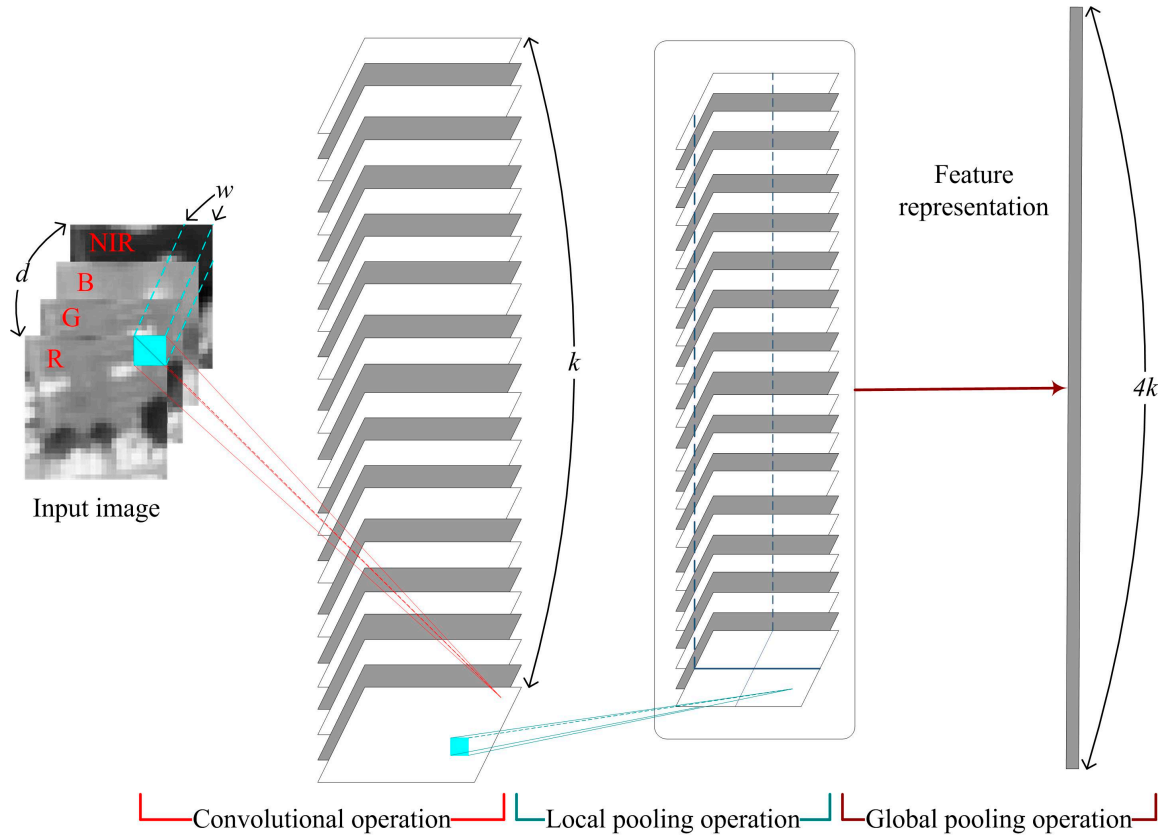 w
d
NIR
B
G
R
Input image
k
Feature
representation
4k
Convolutional operation
Local pooling operation
Global pooling operation